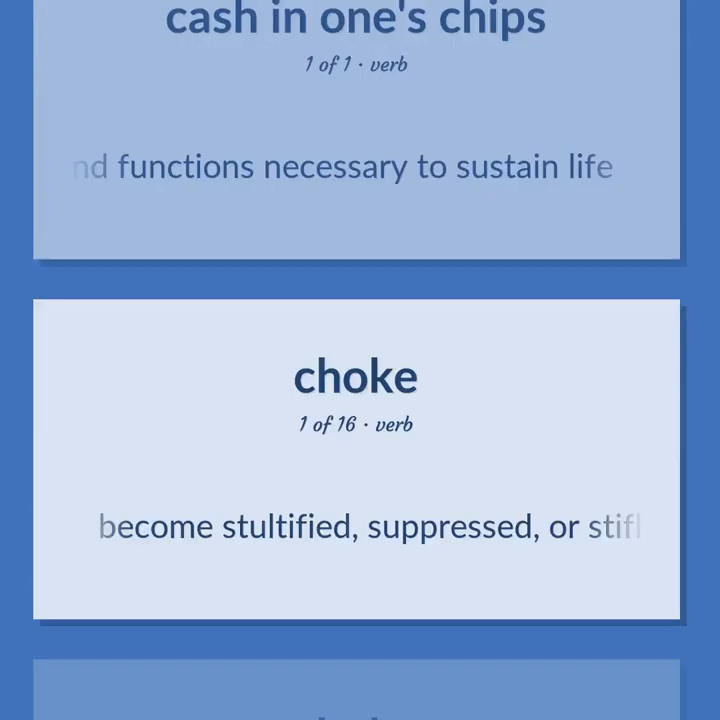 cash in one's chips
1 of 1 · verb
nd functions necessary to sustain life
choke
1 of 16 · verb
become stultified, suppressed, or stifl